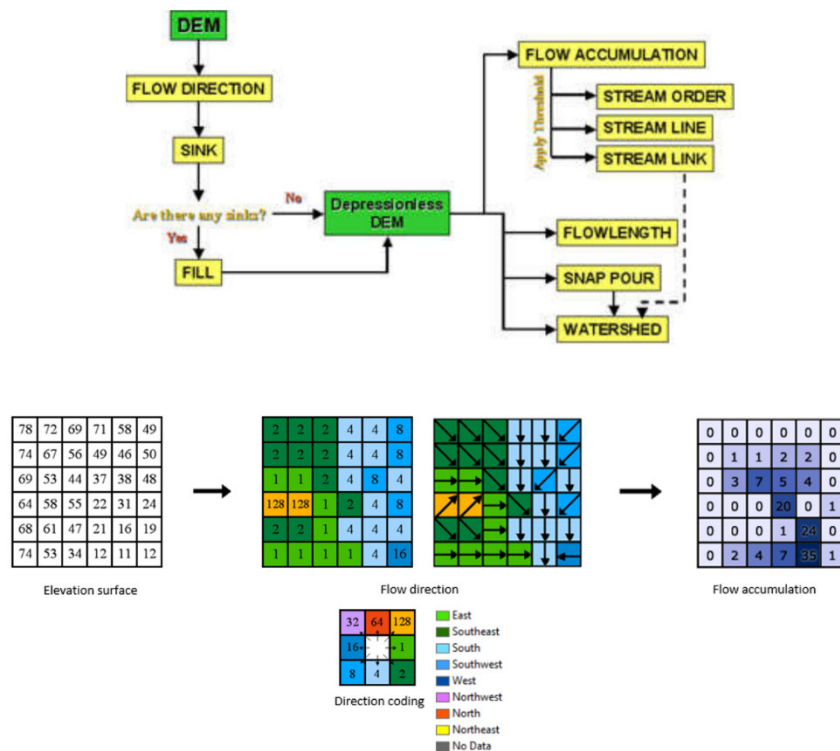 DEM
FLOW DIRECTION
SINK
Are there any sinks?
No
Yes
FILL
Depressionless
DEM
FLOW ACCUMULATION
Apply Threshold
STREAM ORDER
STREAM LINE
STREAM LINK
FLOWLENGTH
SNAP POUR
WATERSHED
78 72 69 71 58 49
74 67 56 49 46 50
69 53 44 37 38 48
64 58 55 22 31 24
68 61 47 21 16 19
74 53 34 12 11 12
Elevation surface
2 2 2 4 4 8
2 2 2 4 4 8
1 1 2 4 8 4
128 128 1 2 4 8
2 2 1 4 4 4
1 1 1 1 4 16
Flow direction
0 0 0 0 0 0
0 1 1 2 2 0
0 3 7 5 4 0
0 0 0 20 0 1
0 0 0 1 24 0
0 2 4 7 35 1
Flow accumulation
32 64 128
16 1
8 4 2
Direction coding
East
Southeast
South
Southwest
West
Northwest
North
Northeast
No Data